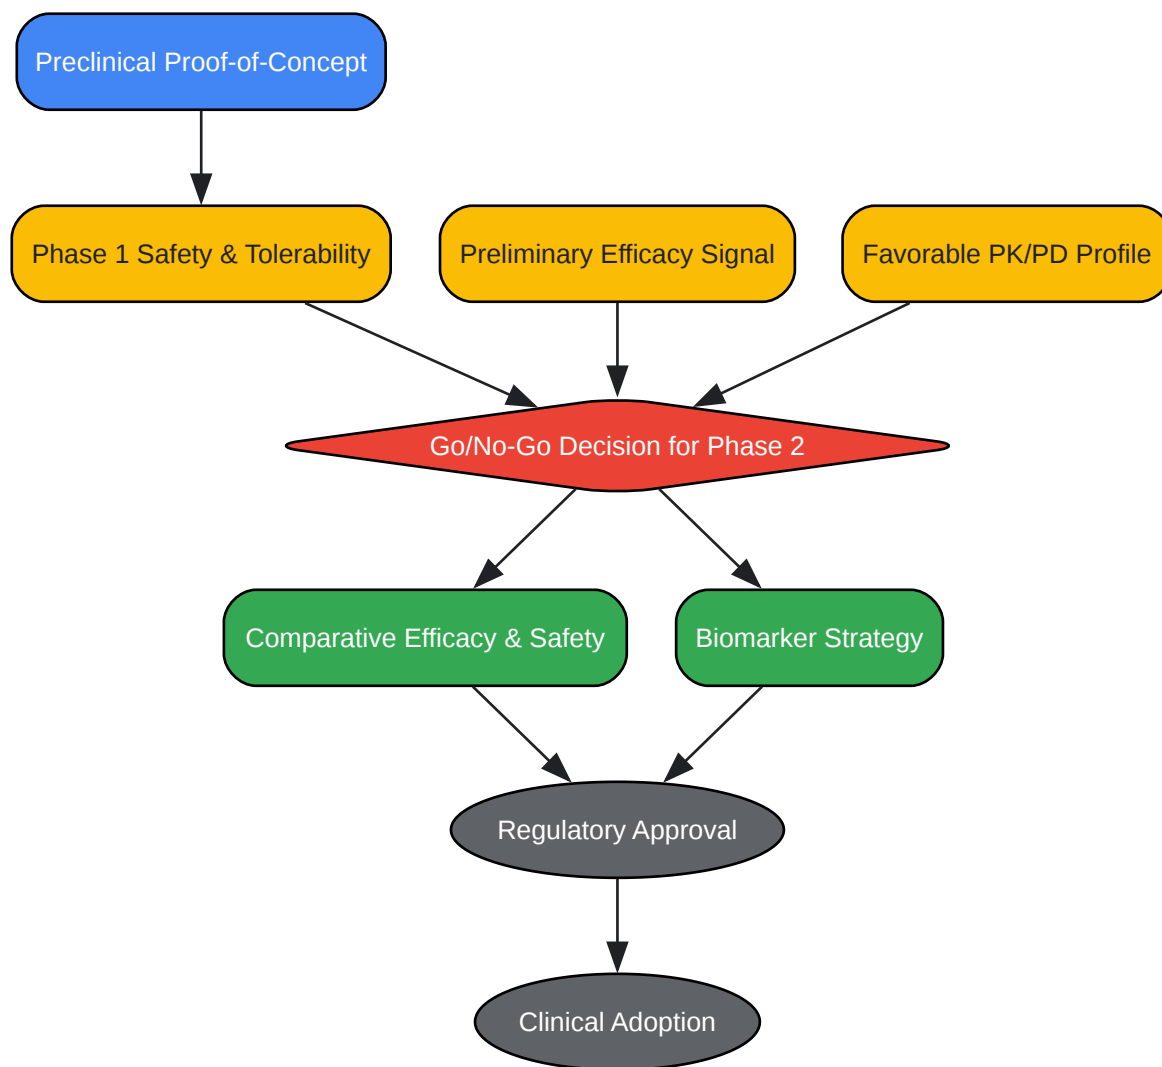 Preclinical Proof-of-Concept
Phase 1 Safety & Tolerability
Preliminary Efficacy Signal
Favorable PK/PD Profile
Go/No-Go Decision for Phase 2
Comparative Efficacy & Safety
Biomarker Strategy
Regulatory Approval
Clinical Adoption